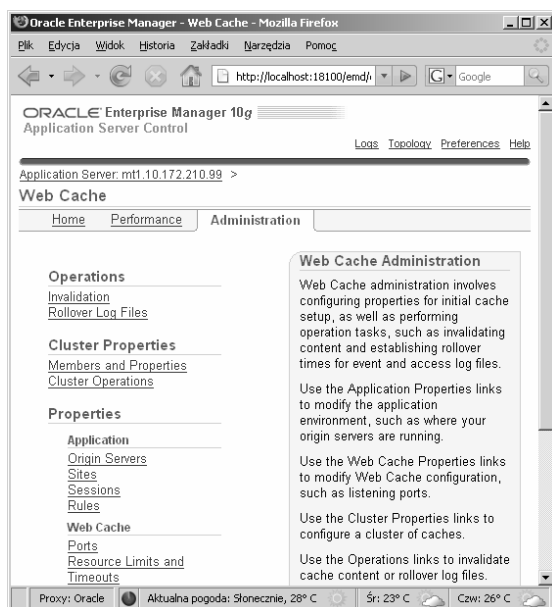 Oracle Enterprise Manager - Web Cache - Mozilla Firefox
Plik Edycja Widok Historia Zakładki Narzędzia Pomoc
http://localhost:18100/emd/ Google
ORACLE Enterprise Manager 10g
Application Server Control
Logs Topology Preferences Help
Application Server: mt1.10.172.210.99 >
Web Cache
Home Performance Administration
Operations
Invalidation
Rollover Log Files
Cluster Properties
Members and Properties
Cluster Operations
Properties
Application
Origin Servers
Sites
Sessions
Rules
Web Cache
Ports
Resource Limits and
Timeouts
Web Cache Administration
Web Cache administration involves
configuring properties for initial cache
setup, as well as performing
operation tasks, such as invalidating
content and establishing rollover
times for event and access log files.
Use the Application Properties links
to modify the application
environment, such as where your
origin servers are running.
Use the Web Cache Properties links
to modify Web Cache configuration,
such as listening ports.
Use the Cluster Properties links to
configure a cluster of caches.
Use the Operations links to invalidate
cache content or rollover log files.
Proxy: Oracle Aktualna pogoda: Słonecznie, 28° C Śr: 23° C Czw: 26° C